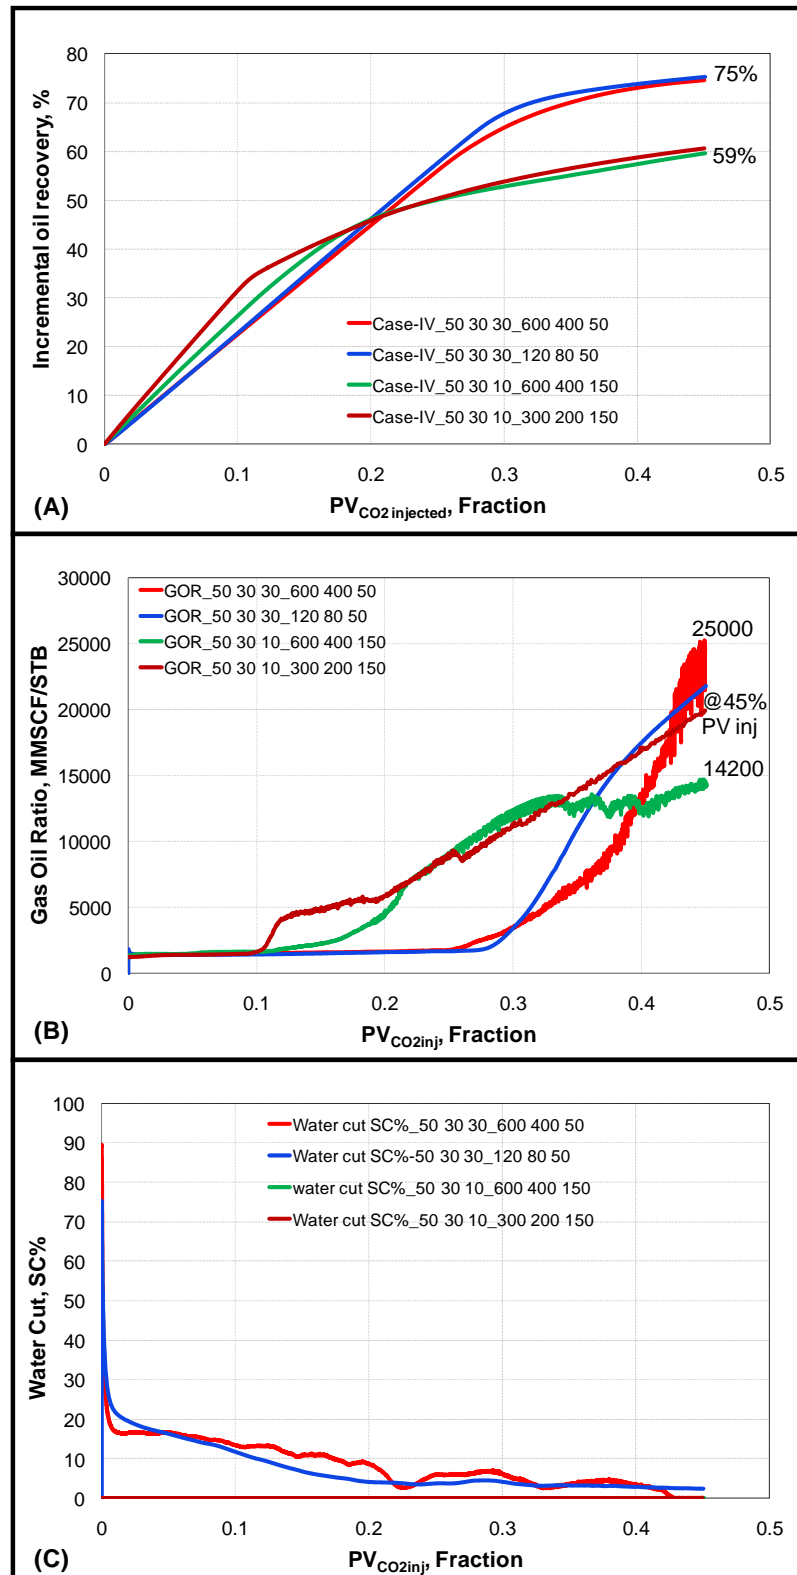 80
70
60
50
40
30
20
10
0
Incremental oil recovery, %
75%
59%
Case-IV_50 30 30_600 400 50
Case-IV_50 30 30_120 80 50
Case-IV_50 30 10_600 400 150
Case-IV_50 30 10_300 200 150
0 0.1 0.2 0.3 0.4 0.5
PVCO2 injected, Fraction
(A)
30000
25000
20000
15000
10000
5000
0
Gas Oil Ratio, MMSCF/STB
GOR_50 30 30_600 400 50
GOR_50 30 30_120 80 50
GOR_50 30 10_600 400 150
GOR_50 30 10_300 200 150
25000
@45%
PV inj
14200
0 0.1 0.2 0.3 0.4 0.5
PVCO2inj, Fraction
(B)
100
90
80
70
60
50
40
30
20
10
0
Water Cut, SC%
Water cut SC%_50 30 30_600 400 50
Water cut SC%-50 30 30_120 80 50
water cut SC%_50 30 10_600 400 150
Water cut SC%_50 30 10_300 200 150
0 0.1 0.2 0.3 0.4 0.5
PVCO2inj, Fraction
(C)